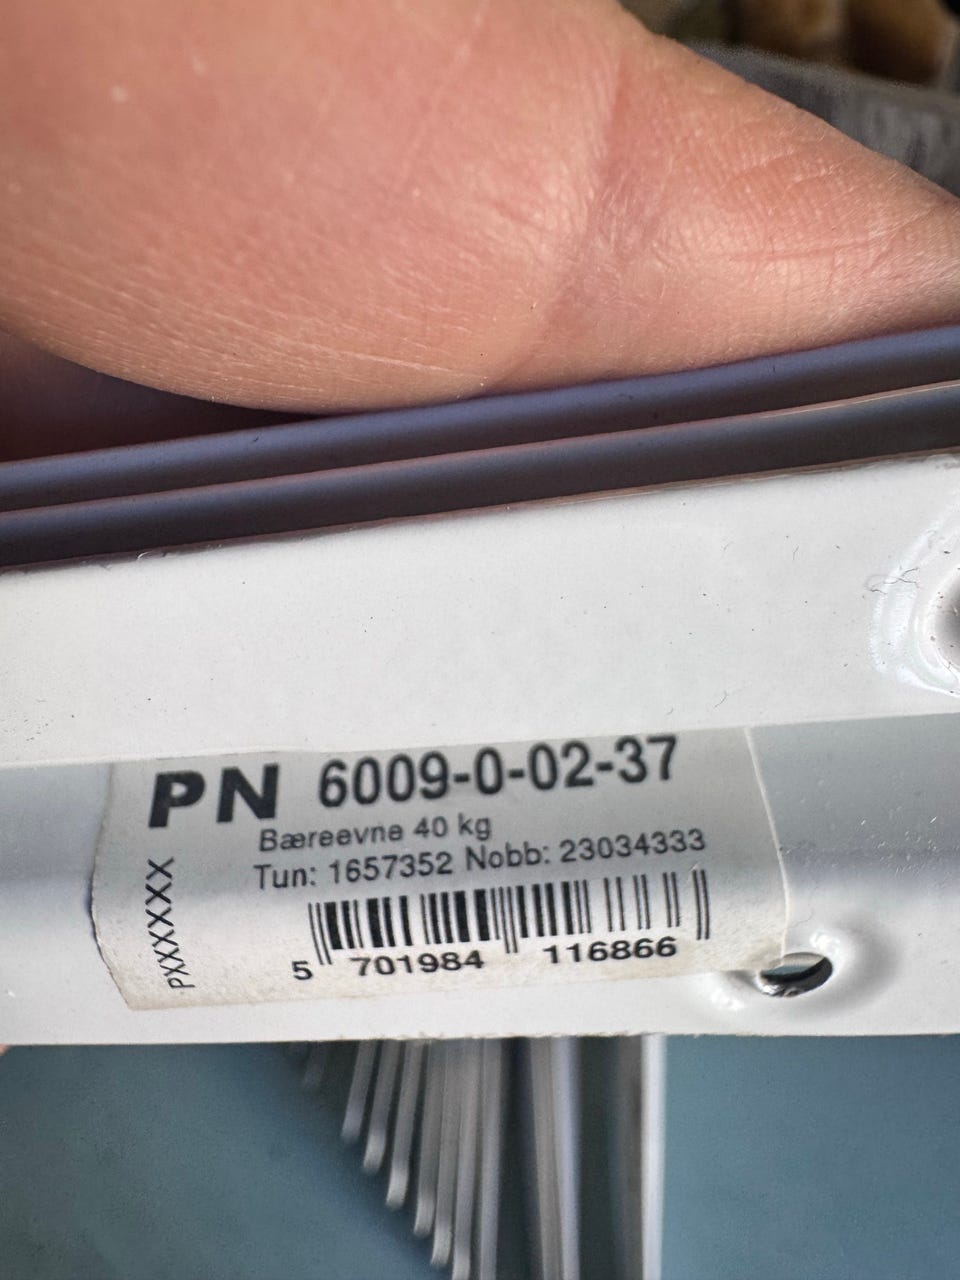 PN 6009-0-02-37
Bæreevne 40 kg
Tun: 1657352 Nobb: 23034333
PXXXXXX
5 701984 116866